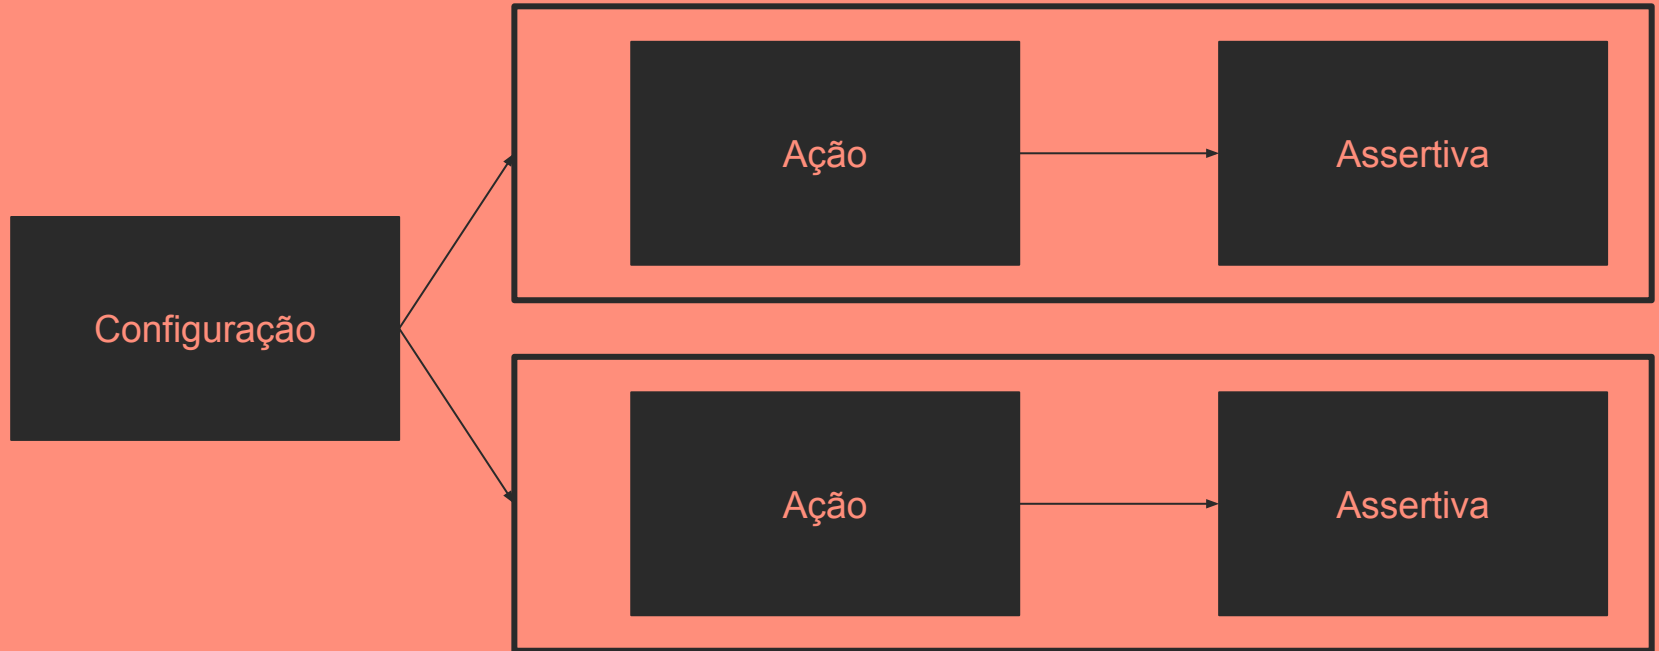 Ação
Assertiva
Configuração
Ação
Assertiva